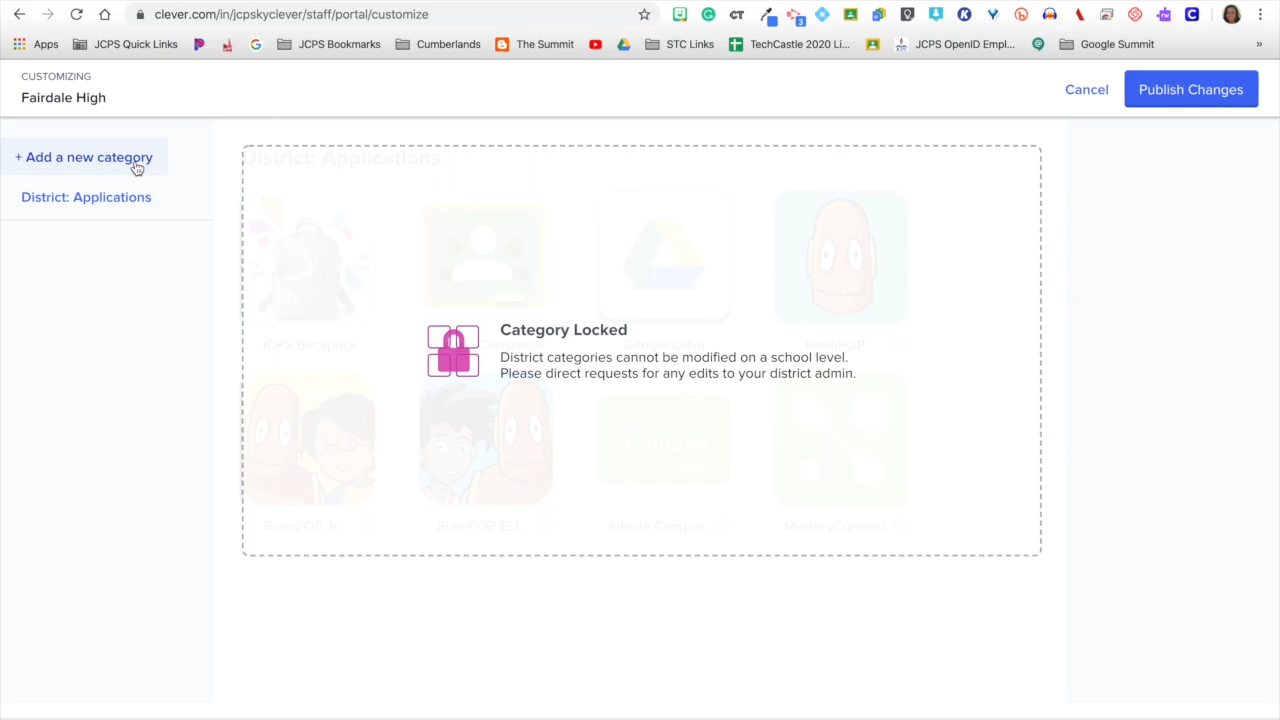 clever.com/in/jcpskyclever/staff/portal/customize
Apps JCPS Quick Links JCPS Bookmarks Cumberlands The Summit STC Links TechCastle 2020 Li... JCPS OpenID Empl... Google Summit »
CUSTOMIZING
Fairdale High
Cancel
Publish Changes
+ Add a new category
District: Applications
District: Applications
JCPS Backpack
Classroom
Google Drive
BrainPOP
Category Locked
District categories cannot be modified on a school level.
Please direct requests for any edits to your district admin.
BrainPOP Jr
BrainPOP ELL
Infinite Campus
MasteryConnect